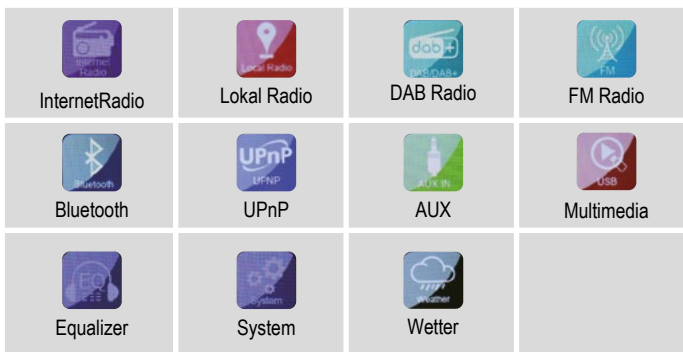 Internet
Radio
InternetRadio
Local Radio
Lokal Radio
dab+
DAB/DAB+
DAB Radio
FM
FM Radio
Bluetooth
Bluetooth
UPnP
UPNP
UPnP
AUX IN
AUX
USB
Multimedia
EQ
Equalizer
System
System
Weather
Wetter